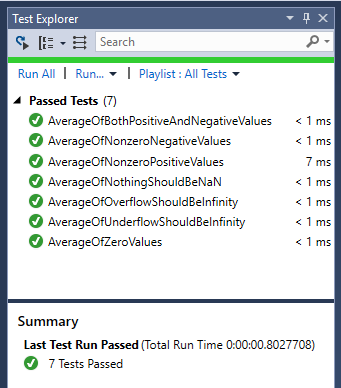 Test Explorer
Search
Run All | Run... | Playlist : All Tests
Passed Tests (7)
AverageOfBothPositiveAndNegativeValues < 1 ms
AverageOfNonzeroNegativeValues < 1 ms
AverageOfNonzeroPositiveValues 7 ms
AverageOfNothingShouldBeNaN < 1 ms
AverageOfOverflowShouldBeInfinity < 1 ms
AverageOfUnderflowShouldBeInfinity < 1 ms
AverageOfZeroValues < 1 ms
Summary
Last Test Run Passed (Total Run Time 0:00:00.8027708)
7 Tests Passed